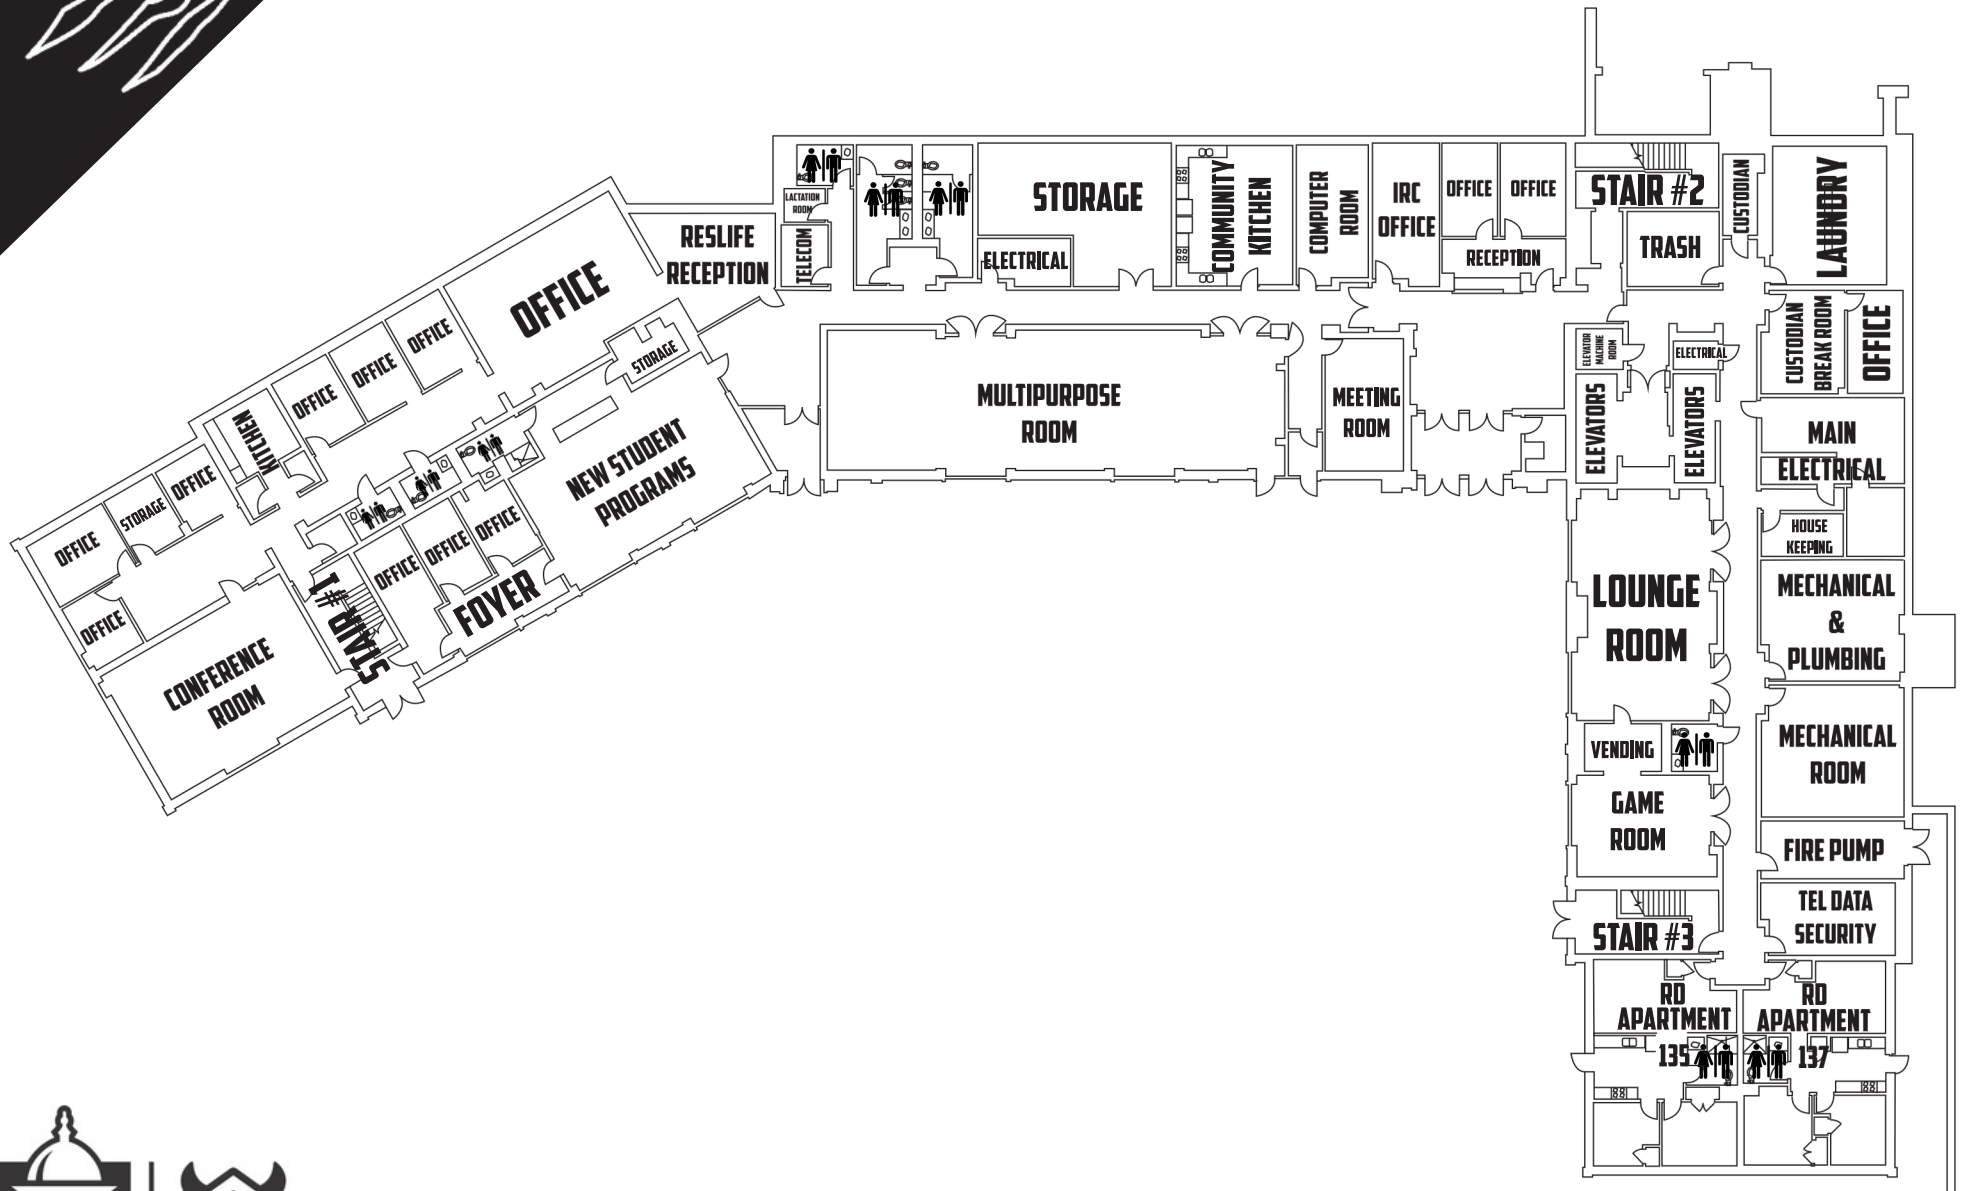 RESLIFE
RECEPTION
LACTATION
ROOM
TELECOM
ELECTRICAL
STORAGE
COMMUNITY
KITCHEN
COMPUTER
ROOM
IRC
OFFICE
OFFICE
OFFICE
RECEPTION
STAIR #2
TRASH
CUSTODIAN
LAUNDRY
CUSTODIAN
BREAK ROOM
OFFICE
OFFICE
OFFICE
OFFICE
OFFICE
STORAGE
KITCHEN
OFFICE
STORAGE
OFFICE
OFFICE
CONFERENCE
ROOM
STAIR #1
OFFICE
OFFICE
OFFICE
FOYER
NEW STUDENT
PROGRAMS
MULTIPURPOSE
ROOM
MEETING
ROOM
ELEVATOR
MACHINE
ROOM
ELECTRICAL
ELEVATORS
ELEVATORS
MAIN
ELECTRICAL
HOUSE
KEEPING
LOUNGE
ROOM
MECHANICAL
&
PLUMBING
MECHANICAL
ROOM
VENDING
GAME
ROOM
FIRE PUMP
TEL DATA
SECURITY
STAIR #3
RD
APARTMENT
135
RD
APARTMENT
137